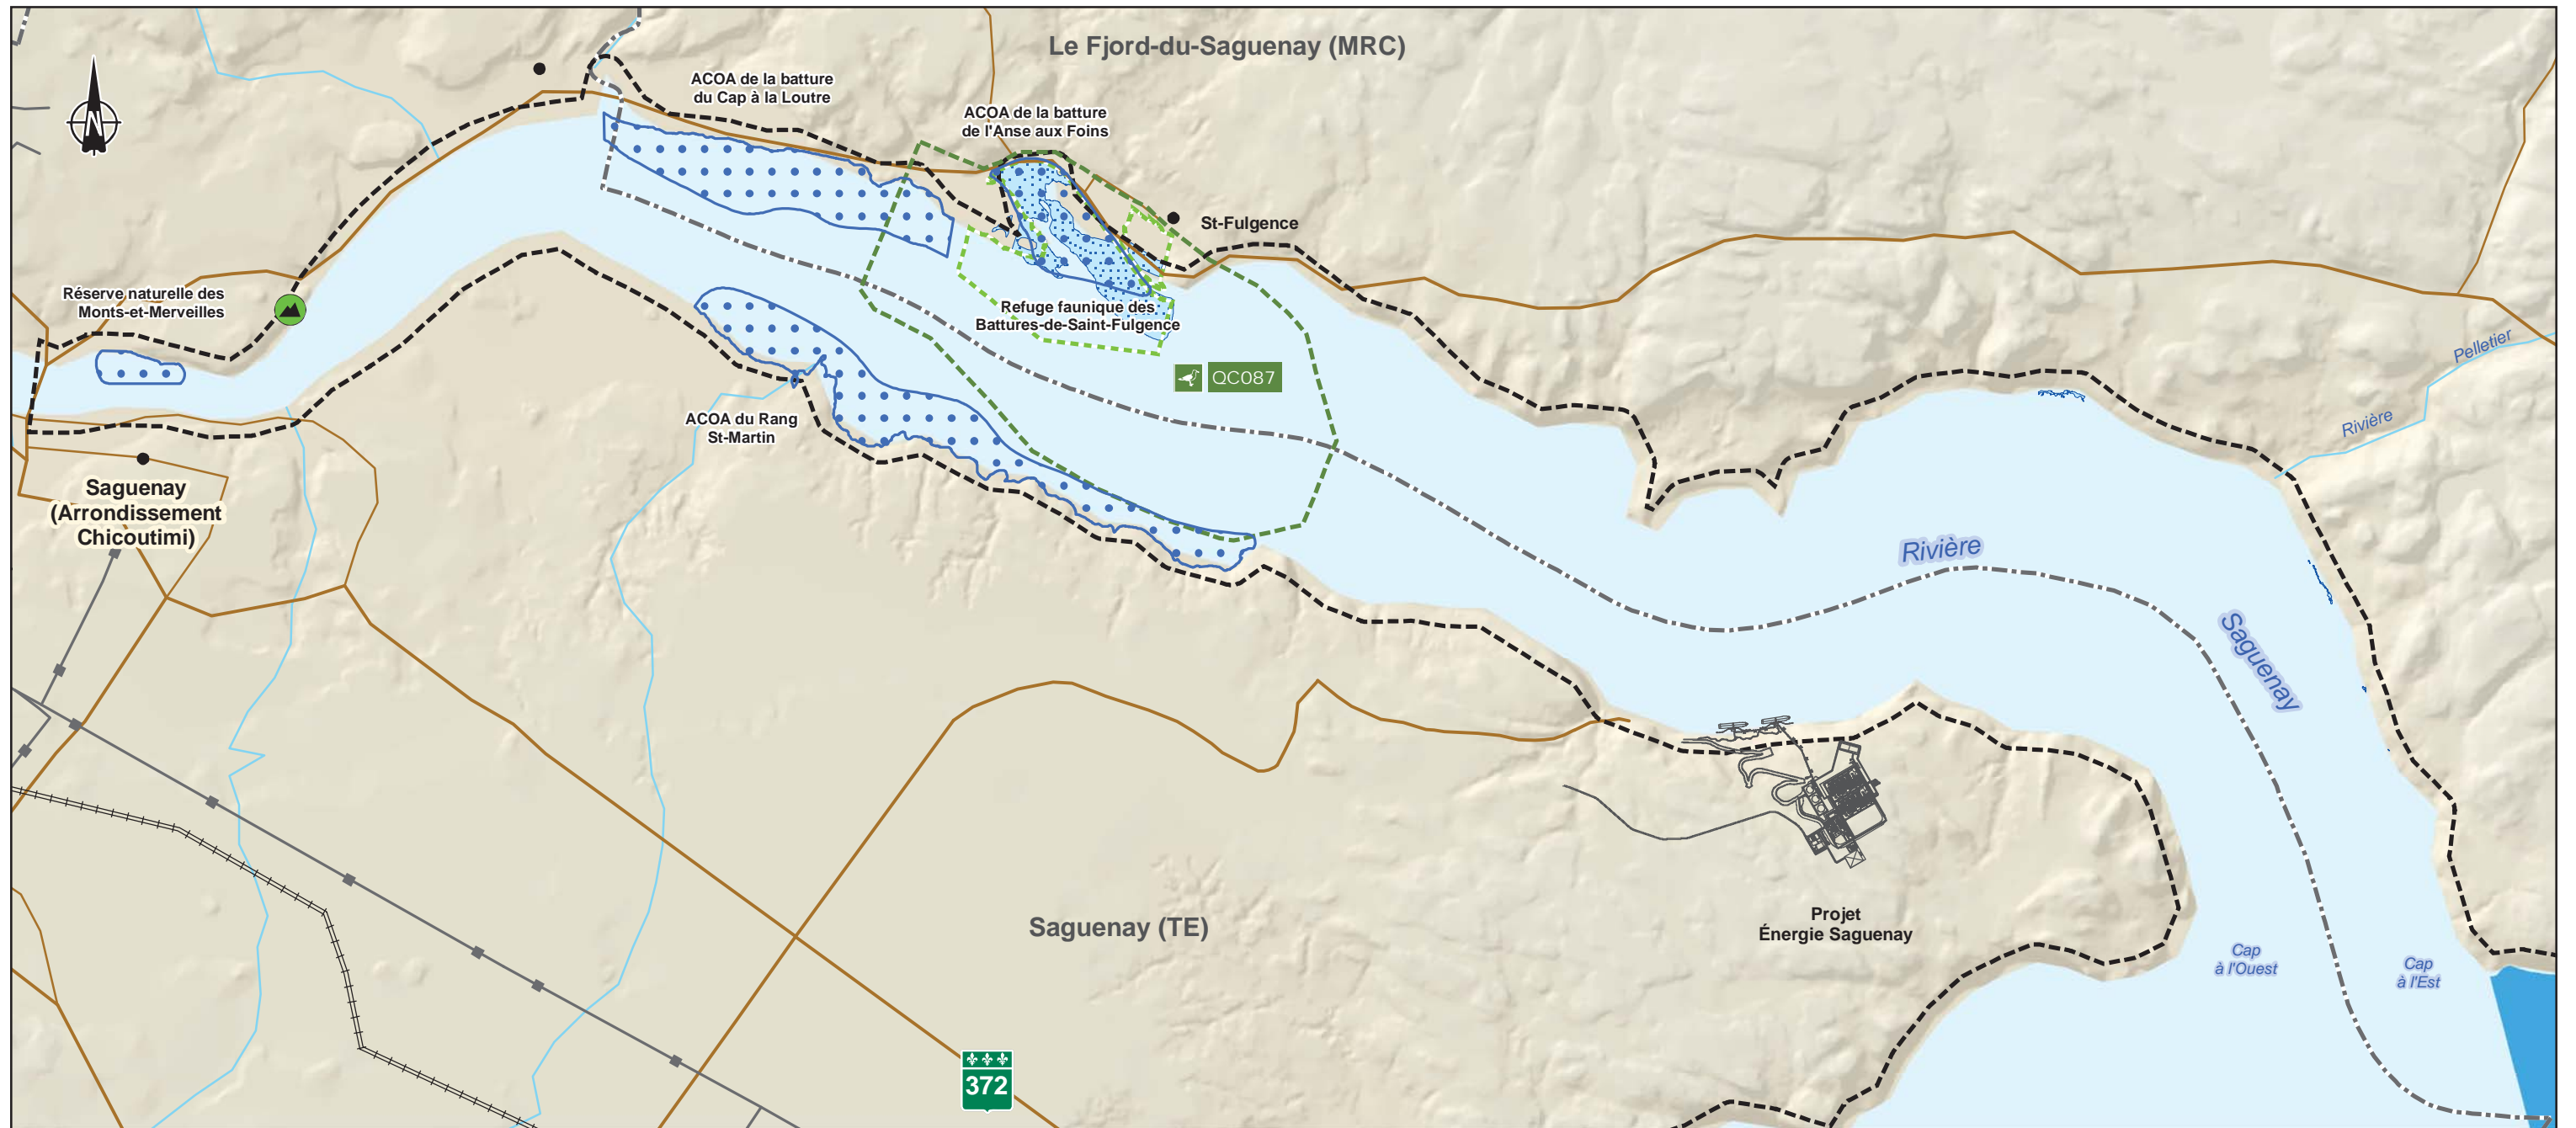 Le Fjord-du-Saguenay (MRC)
ACOA de la batture
du Cap à la Loutre
ACOA de la batture
de l'Anse aux Foins
N
St-Fulgence
Réserve naturelle des
Monts-et-Merveilles
Refuge faunique des
Battures-de-Saint-Fulgence
Pelletier
Rivière
QC087
ACOA du Rang
St-Martin
Saguenay
(Arrondissement
Chicoutimi)
Rivière
Saguenay
Projet
Énergie Saguenay
Saguenay (TE)
Cap
à l'Ouest
Cap
à l'Est
372